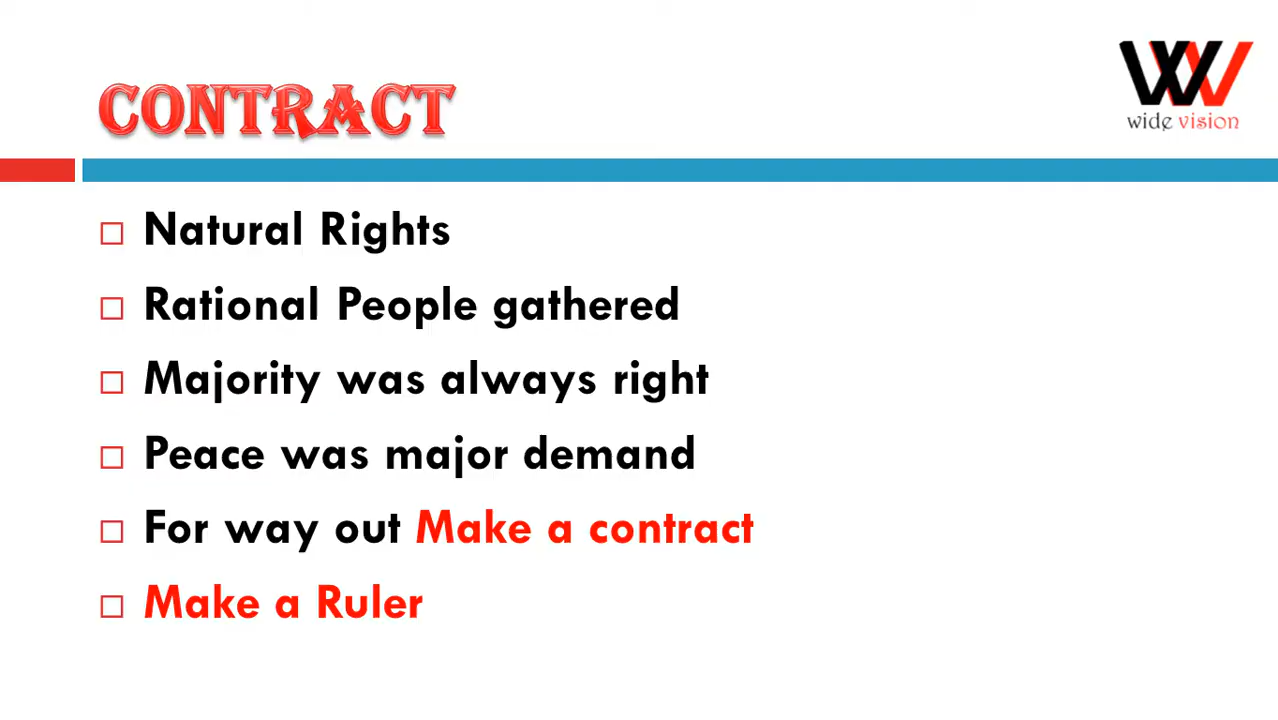 CONTRACT
wide vision
Natural Rights
Rational People gathered
Majority was always right
Peace was major demand
For way out Make a contract
Make a Ruler